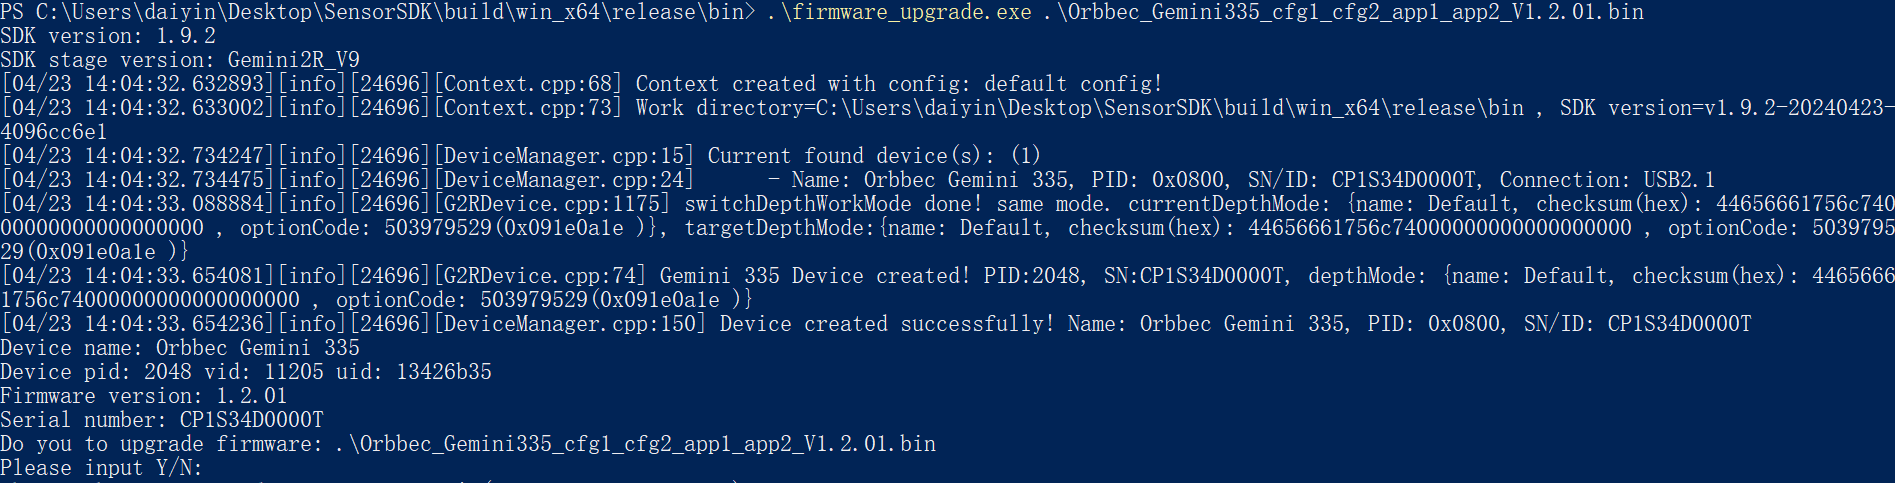 PS C:\Users\daiyin\Desktop\SensorSDK\build\win_x64\release\bin> .\firmware_upgrade.exe .\Orbbec_Gemini335_cfg1_cfg2_app1_app2_V1.2.01.bin
SDK version: 1.9.2
SDK stage version: Gemini2R_V9
[04/23 14:04:32.632893][info][24696][Context.cpp:68] Context created with config: default config!
[04/23 14:04:32.633002][info][24696][Context.cpp:73] Work directory=C:\Users\daiyin\Desktop\SensorSDK\build\win_x64\release\bin , SDK version=v1.9.2-20240423-
4096cc6e1
[04/23 14:04:32.734247][info][24696][DeviceManager.cpp:15] Current found device(s): (1)
[04/23 14:04:32.734475][info][24696][DeviceManager.cpp:24]      - Name: Orbbec Gemini 335, PID: 0x0800, SN/ID: CP1S34D0000T, Connection: USB2.1
[04/23 14:04:33.088884][info][24696][G2RDevice.cpp:1175] switchDepthWorkMode done! same mode. currentDepthMode: {name: Default, checksum(hex): 44656661756c740
00000000000000000 , optionCode: 503979529(0x091e0a1e )}, targetDepthMode:{name: Default, checksum(hex): 44656661756c74000000000000000000 , optionCode: 5039795
29(0x091e0a1e )}
[04/23 14:04:33.654081][info][24696][G2RDevice.cpp:74] Gemini 335 Device created! PID:2048, SN:CP1S34D0000T, depthMode: {name: Default, checksum(hex): 4465666
1756c74000000000000000000 , optionCode: 503979529(0x091e0a1e )}
[04/23 14:04:33.654236][info][24696][DeviceManager.cpp:150] Device created successfully! Name: Orbbec Gemini 335, PID: 0x0800, SN/ID: CP1S34D0000T
Device name: Orbbec Gemini 335
Device pid: 2048 vid: 11205 uid: 13426b35
Firmware version: 1.2.01
Serial number: CP1S34D0000T
Do you to upgrade firmware: .\Orbbec_Gemini335_cfg1_cfg2_app1_app2_V1.2.01.bin
Please input Y/N: